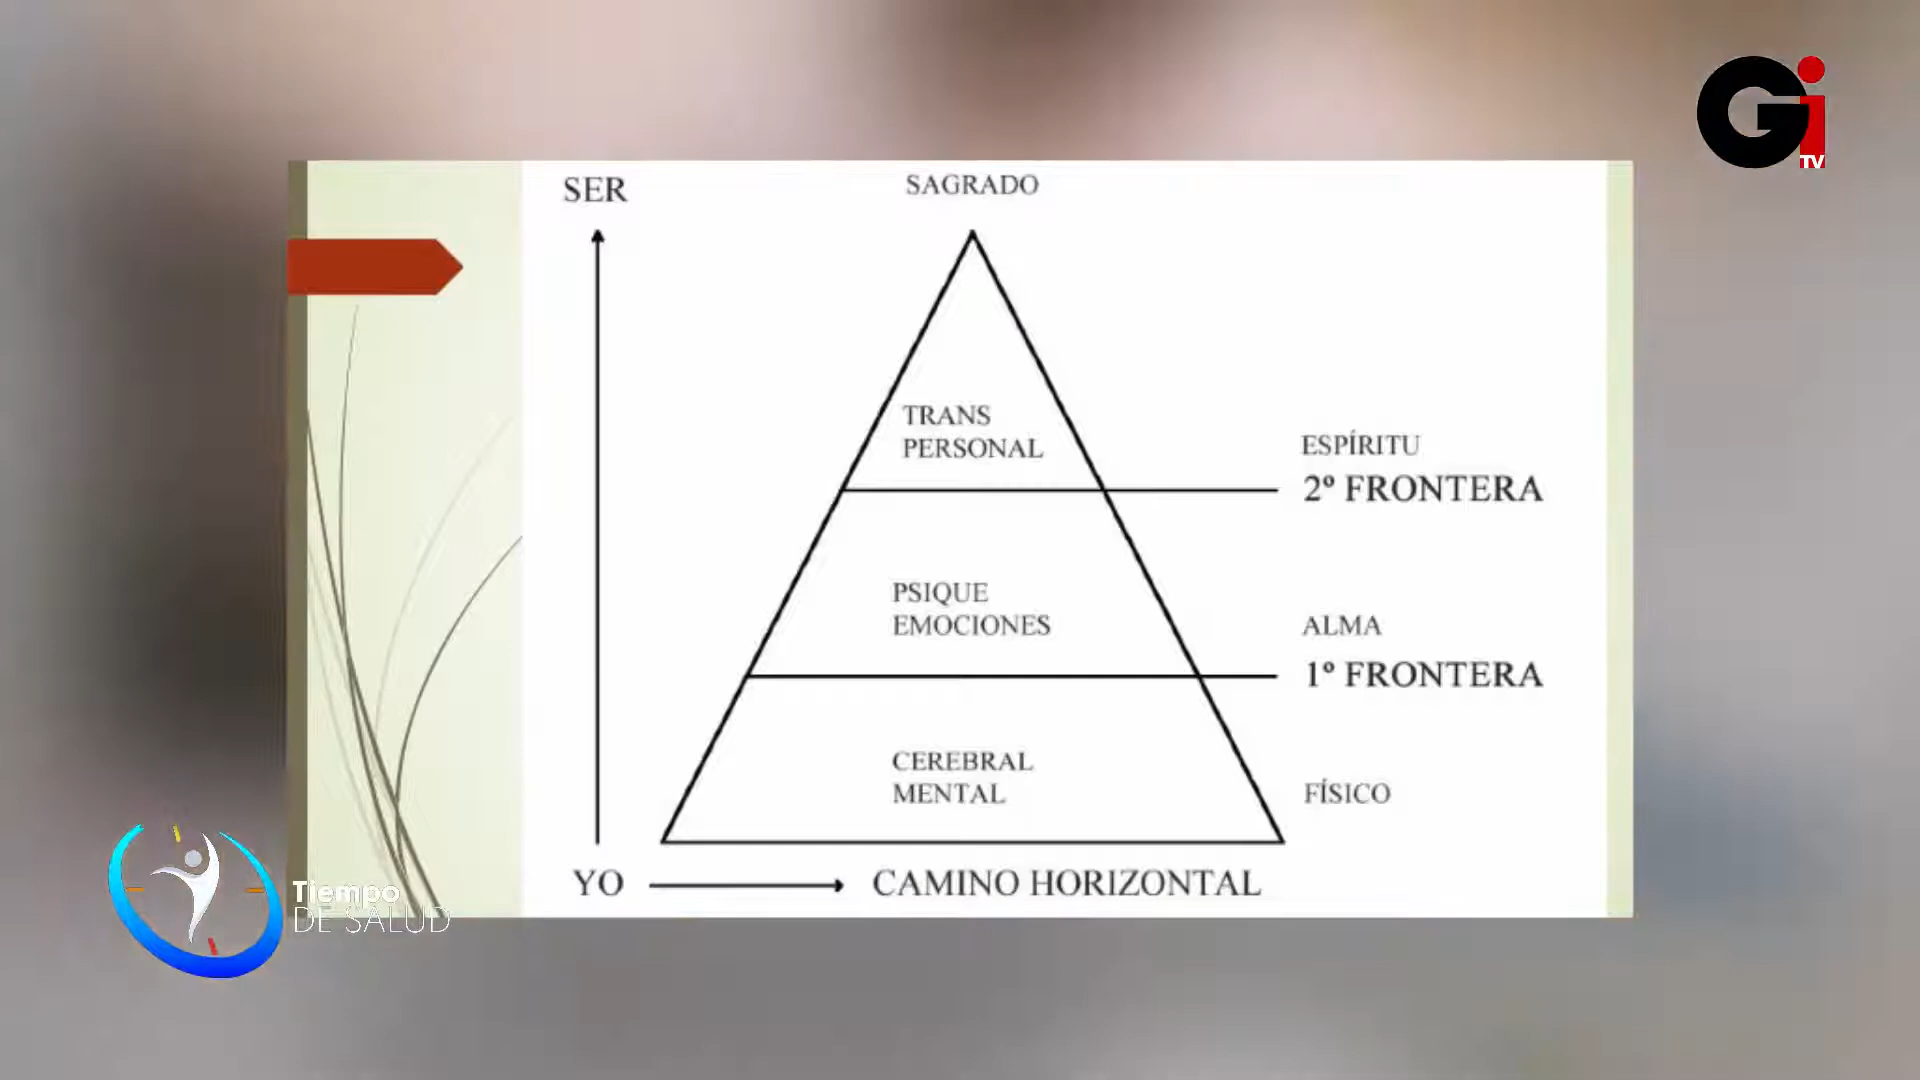 Gi
TV
SER
SAGRADO
TRANS
PERSONAL
ESPÍRITU
2º FRONTERA
PSIQUE
EMOCIONES
ALMA
1º FRONTERA
CEREBRAL
MENTAL
FÍSICO
YO
CAMINO HORIZONTAL
Tiempo
DE SALUD